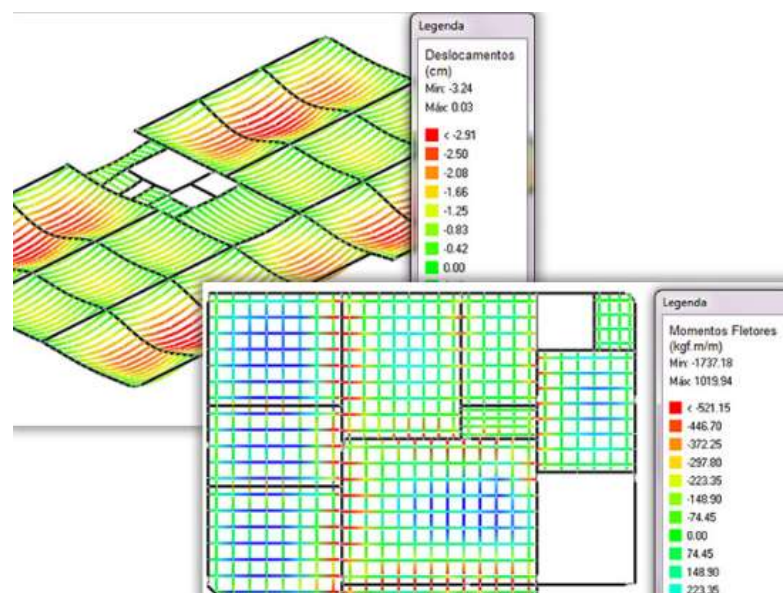 Legenda
Deslocamentos
(cm)
Min: -3.24
Máx: 0.03
< -2.91
-2.50
-2.08
-1.66
-1.25
-0.83
-0.42
0.00
Legenda
Momentos Fletores
(kgf.m/m)
Min: -1737.18
Máx: 1019.94
< -521.15
-446.70
-372.25
-297.80
-223.35
-148.90
-74.45
0.00
74.45
148.90
223.35